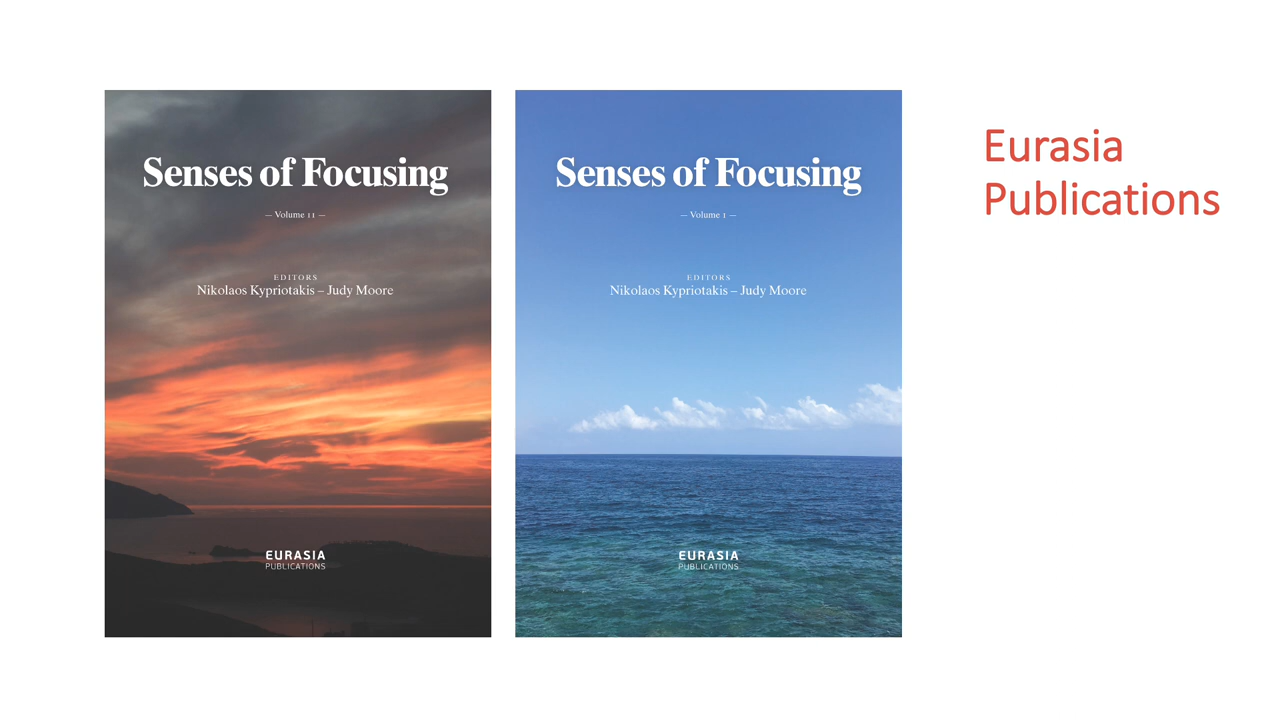 Senses of Focusing
— Volume II —
EDITORS
Nikolaos Kypriotakis – Judy Moore
EURASIA
PUBLICATIONS
Senses of Focusing
— Volume I —
EDITORS
Nikolaos Kypriotakis – Judy Moore
EURASIA
PUBLICATIONS
Eurasia
Publications